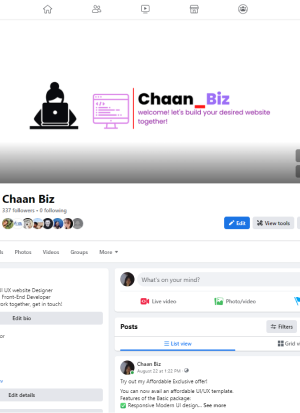 Chaan_Biz
welcome! let's build your desired website
together!
Chaan Biz
337 followers • 0 following
Edit
View tools
Photos
Videos
Groups
More
UX website Designer
Front-End Developer
work together, get in touch!
Edit bio
Edit details
What's on your mind?
Live video
Photo/video
Posts
Filters
List view
Grid v
Chaan Biz
August 22 at 1:22 PM
Try out my Affordable Exclusive offer!
You can now avail an affordable UI/UX template.
Features of the Basic package:
✅ Responsive Modern UI design... See more